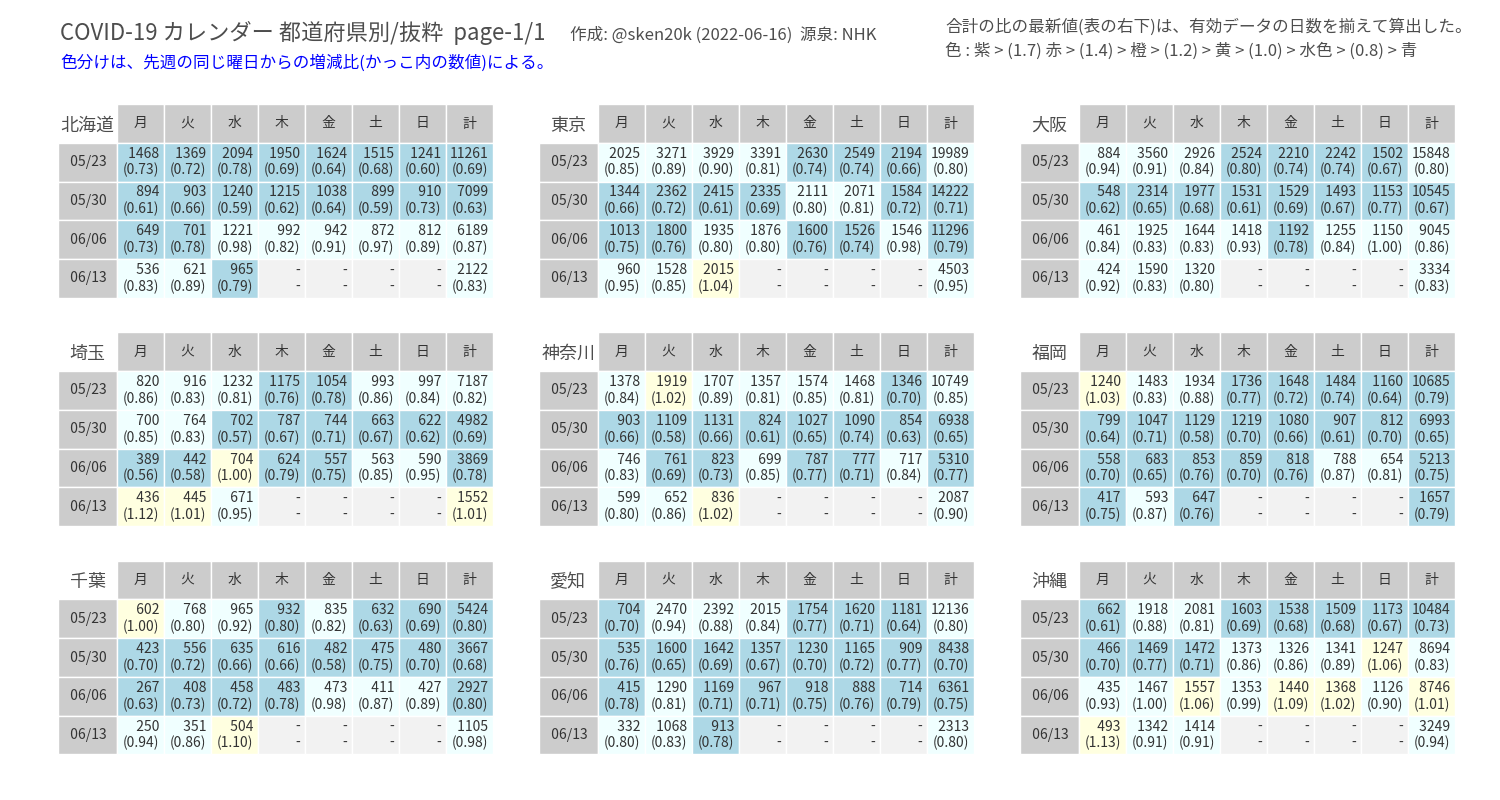 COVID-19 カレンダー 都道府県別/抜粋 page-1/1 作成: @sken20k (2022-06-16) 源泉: NHK
合計の比の最新値(表の右下)は、有効データの日数を揃えて算出した。
色分けは、先週の同じ曜日からの増減比(かっこ内の数値)による。
色 : 紫 > (1.7) 赤 > (1.4) > 橙 > (1.2) > 黄 > (1.0) > 水色 > (0.8) > 青
北海道 月 火 水 木 金 土 日 計
05/23 1468 1369 2094 1950 1624 1515 1241 11261
(0.73) (0.72) (0.78) (0.69) (0.64) (0.68) (0.60) (0.69)
05/30 894 903 1240 1215 1038 899 910 7099
(0.61) (0.66) (0.59) (0.62) (0.64) (0.59) (0.73) (0.63)
06/06 649 701 1221 992 942 872 812 6189
(0.73) (0.78) (0.98) (0.82) (0.91) (0.97) (0.89) (0.87)
06/13 536 621 965 - - - - 2122
(0.83) (0.89) (0.79) - - - - (0.83)
東京 月 火 水 木 金 土 日 計
05/23 2025 3271 3929 3391 2630 2549 2194 19989
(0.85) (0.89) (0.90) (0.81) (0.74) (0.74) (0.66) (0.80)
05/30 1344 2362 2415 2335 2111 2071 1584 14222
(0.66) (0.72) (0.61) (0.69) (0.80) (0.81) (0.72) (0.71)
06/06 1013 1800 1935 1876 1600 1526 1546 11296
(0.75) (0.76) (0.80) (0.80) (0.76) (0.74) (0.98) (0.79)
06/13 960 1528 2015 - - - - 4503
(0.95) (0.85) (1.04) - - - - (0.95)
大阪 月 火 水 木 金 土 日 計
05/23 884 3560 2926 2524 2210 2242 1502 15848
(0.94) (0.91) (0.84) (0.80) (0.74) (0.74) (0.67) (0.80)
05/30 548 2314 1977 1531 1529 1493 1153 10545
(0.62) (0.65) (0.68) (0.61) (0.69) (0.67) (0.77) (0.67)
06/06 461 1925 1644 1418 1192 1255 1150 9045
(0.84) (0.83) (0.83) (0.93) (0.78) (0.84) (1.00) (0.86)
06/13 424 1590 1320 - - - - 3334
(0.92) (0.83) (0.80) - - - - (0.83)
埼玉 月 火 水 木 金 土 日 計
05/23 820 916 1232 1175 1054 993 997 7187
(0.86) (0.83) (0.81) (0.76) (0.78) (0.86) (0.84) (0.82)
05/30 700 764 702 787 744 663 622 4982
(0.85) (0.83) (0.57) (0.67) (0.71) (0.67) (0.62) (0.69)
06/06 389 442 704 624 557 563 590 3869
(0.56) (0.58) (1.00) (0.79) (0.75) (0.85) (0.95) (0.78)
06/13 436 445 671 - - - - 1552
(1.12) (1.01) (0.95) - - - - (1.01)
神奈川 月 火 水 木 金 土 日 計
05/23 1378 1919 1707 1357 1574 1468 1346 10749
(0.84) (1.02) (0.89) (0.81) (0.85) (0.81) (0.70) (0.85)
05/30 903 1109 1131 824 1027 1090 854 6938
(0.66) (0.58) (0.66) (0.61) (0.65) (0.74) (0.63) (0.65)
06/06 746 761 823 699 787 777 717 5310
(0.83) (0.69) (0.73) (0.85) (0.77) (0.71) (0.84) (0.77)
06/13 599 652 836 - - - - 2087
(0.80) (0.86) (1.02) - - - - (0.90)
福岡 月 火 水 木 金 土 日 計
05/23 1240 1483 1934 1736 1648 1484 1160 10685
(1.03) (0.83) (0.88) (0.77) (0.72) (0.74) (0.64) (0.79)
05/30 799 1047 1129 1219 1080 907 812 6993
(0.64) (0.71) (0.58) (0.70) (0.66) (0.61) (0.70) (0.65)
06/06 558 683 853 859 818 788 654 5213
(0.70) (0.65) (0.76) (0.70) (0.76) (0.87) (0.81) (0.75)
06/13 417 593 647 - - - - 1657
(0.75) (0.87) (0.76) - - - - (0.79)
千葉 月 火 水 木 金 土 日 計
05/23 602 768 965 932 835 632 690 5424
(1.00) (0.80) (0.92) (0.80) (0.82) (0.63) (0.69) (0.80)
05/30 423 556 635 616 482 475 480 3667
(0.70) (0.72) (0.66) (0.66) (0.58) (0.75) (0.70) (0.68)
06/06 267 408 458 483 473 411 427 2927
(0.63) (0.73) (0.72) (0.78) (0.98) (0.87) (0.89) (0.80)
06/13 250 351 504 - - - - 1105
(0.94) (0.86) (1.10) - - - - (0.98)
愛知 月 火 水 木 金 土 日 計
05/23 704 2470 2392 2015 1754 1620 1181 12136
(0.70) (0.94) (0.88) (0.84) (0.77) (0.71) (0.64) (0.80)
05/30 535 1600 1642 1357 1230 1165 909 8438
(0.76) (0.65) (0.69) (0.67) (0.70) (0.72) (0.77) (0.70)
06/06 415 1290 1169 967 918 888 714 6361
(0.78) (0.81) (0.71) (0.71) (0.75) (0.76) (0.79) (0.75)
06/13 332 1068 913 - - - - 2313
(0.80) (0.83) (0.78) - - - - (0.80)
沖縄 月 火 水 木 金 土 日 計
05/23 662 1918 2081 1603 1538 1509 1173 10484
(0.61) (0.88) (0.81) (0.69) (0.68) (0.68) (0.67) (0.73)
05/30 466 1469 1472 1373 1326 1341 1247 8694
(0.70) (0.77) (0.71) (0.86) (0.86) (0.89) (1.06) (0.83)
06/06 435 1467 1557 1353 1440 1368 1126 8746
(0.93) (1.00) (1.06) (0.99) (1.09) (1.02) (0.90) (1.01)
06/13 493 1342 1414 - - - - 3249
(1.13) (0.91) (0.91) - - - - (0.94)